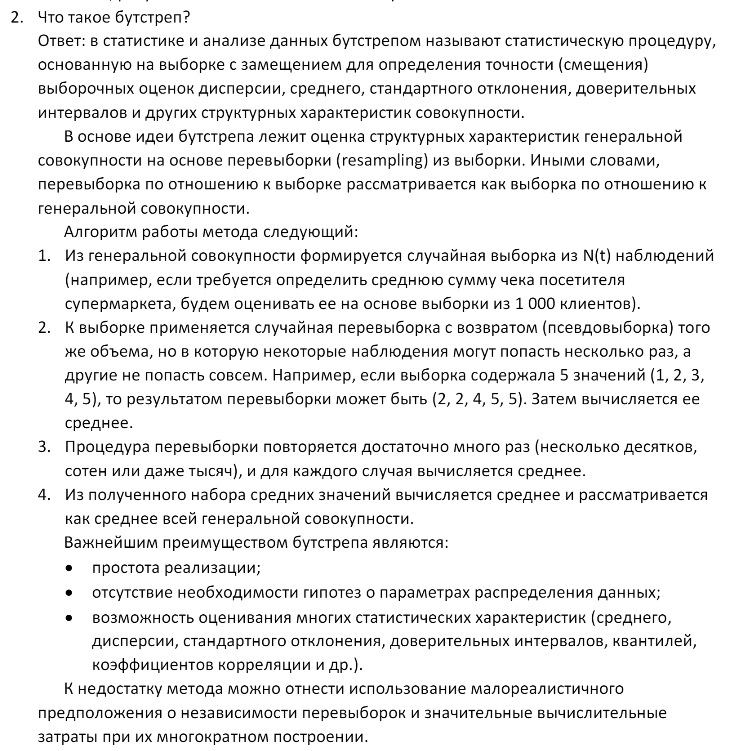 2. Что такое бутстреп?
Ответ: в статистике и анализе данных бутстрепом называют статистическую процедуру,
основанную на выборке с замещением для определения точности (смещения)
выборочных оценок дисперсии, среднего, стандартного отклонения, доверительных
интервалов и других структурных характеристик совокупности.
В основе идеи бутстрепа лежит оценка структурных характеристик генеральной
совокупности на основе перевыборки (resampling) из выборки. Иными словами,
перевыборка по отношению к выборке рассматривается как выборка по отношению к
генеральной совокупности.
Алгоритм работы метода следующий:
1. Из генеральной совокупности формируется случайная выборка из N(t) наблюдений
(например, если требуется определить среднюю сумму чека посетителя
супермаркета, будем оценивать ее на основе выборки из 1 000 клиентов).
2. К выборке применяется случайная перевыборка с возвратом (псевдовыборка) того
же объема, но в которую некоторые наблюдения могут попасть несколько раз, а
другие не попасть совсем. Например, если выборка содержала 5 значений (1, 2, 3,
4, 5), то результатом перевыборки может быть (2, 2, 4, 5, 5). Затем вычисляется ее
среднее.
3. Процедура перевыборки повторяется достаточно много раз (несколько десятков,
сотен или даже тысяч), и для каждого случая вычисляется среднее.
4. Из полученного набора средних значений вычисляется среднее и рассматривается
как среднее всей генеральной совокупности.
Важнейшим преимуществом бутстрепа являются:
• простота реализации;
• отсутствие необходимости гипотез о параметрах распределения данных;
• возможность оценивания многих статистических характеристик (среднего,
дисперсии, стандартного отклонения, доверительных интервалов, квантилей,
коэффициентов корреляции и др.).
К недостатку метода можно отнести использование малореалистичного
предположения о независимости перевыборок и значительные вычислительные
затраты при их многократном построении.